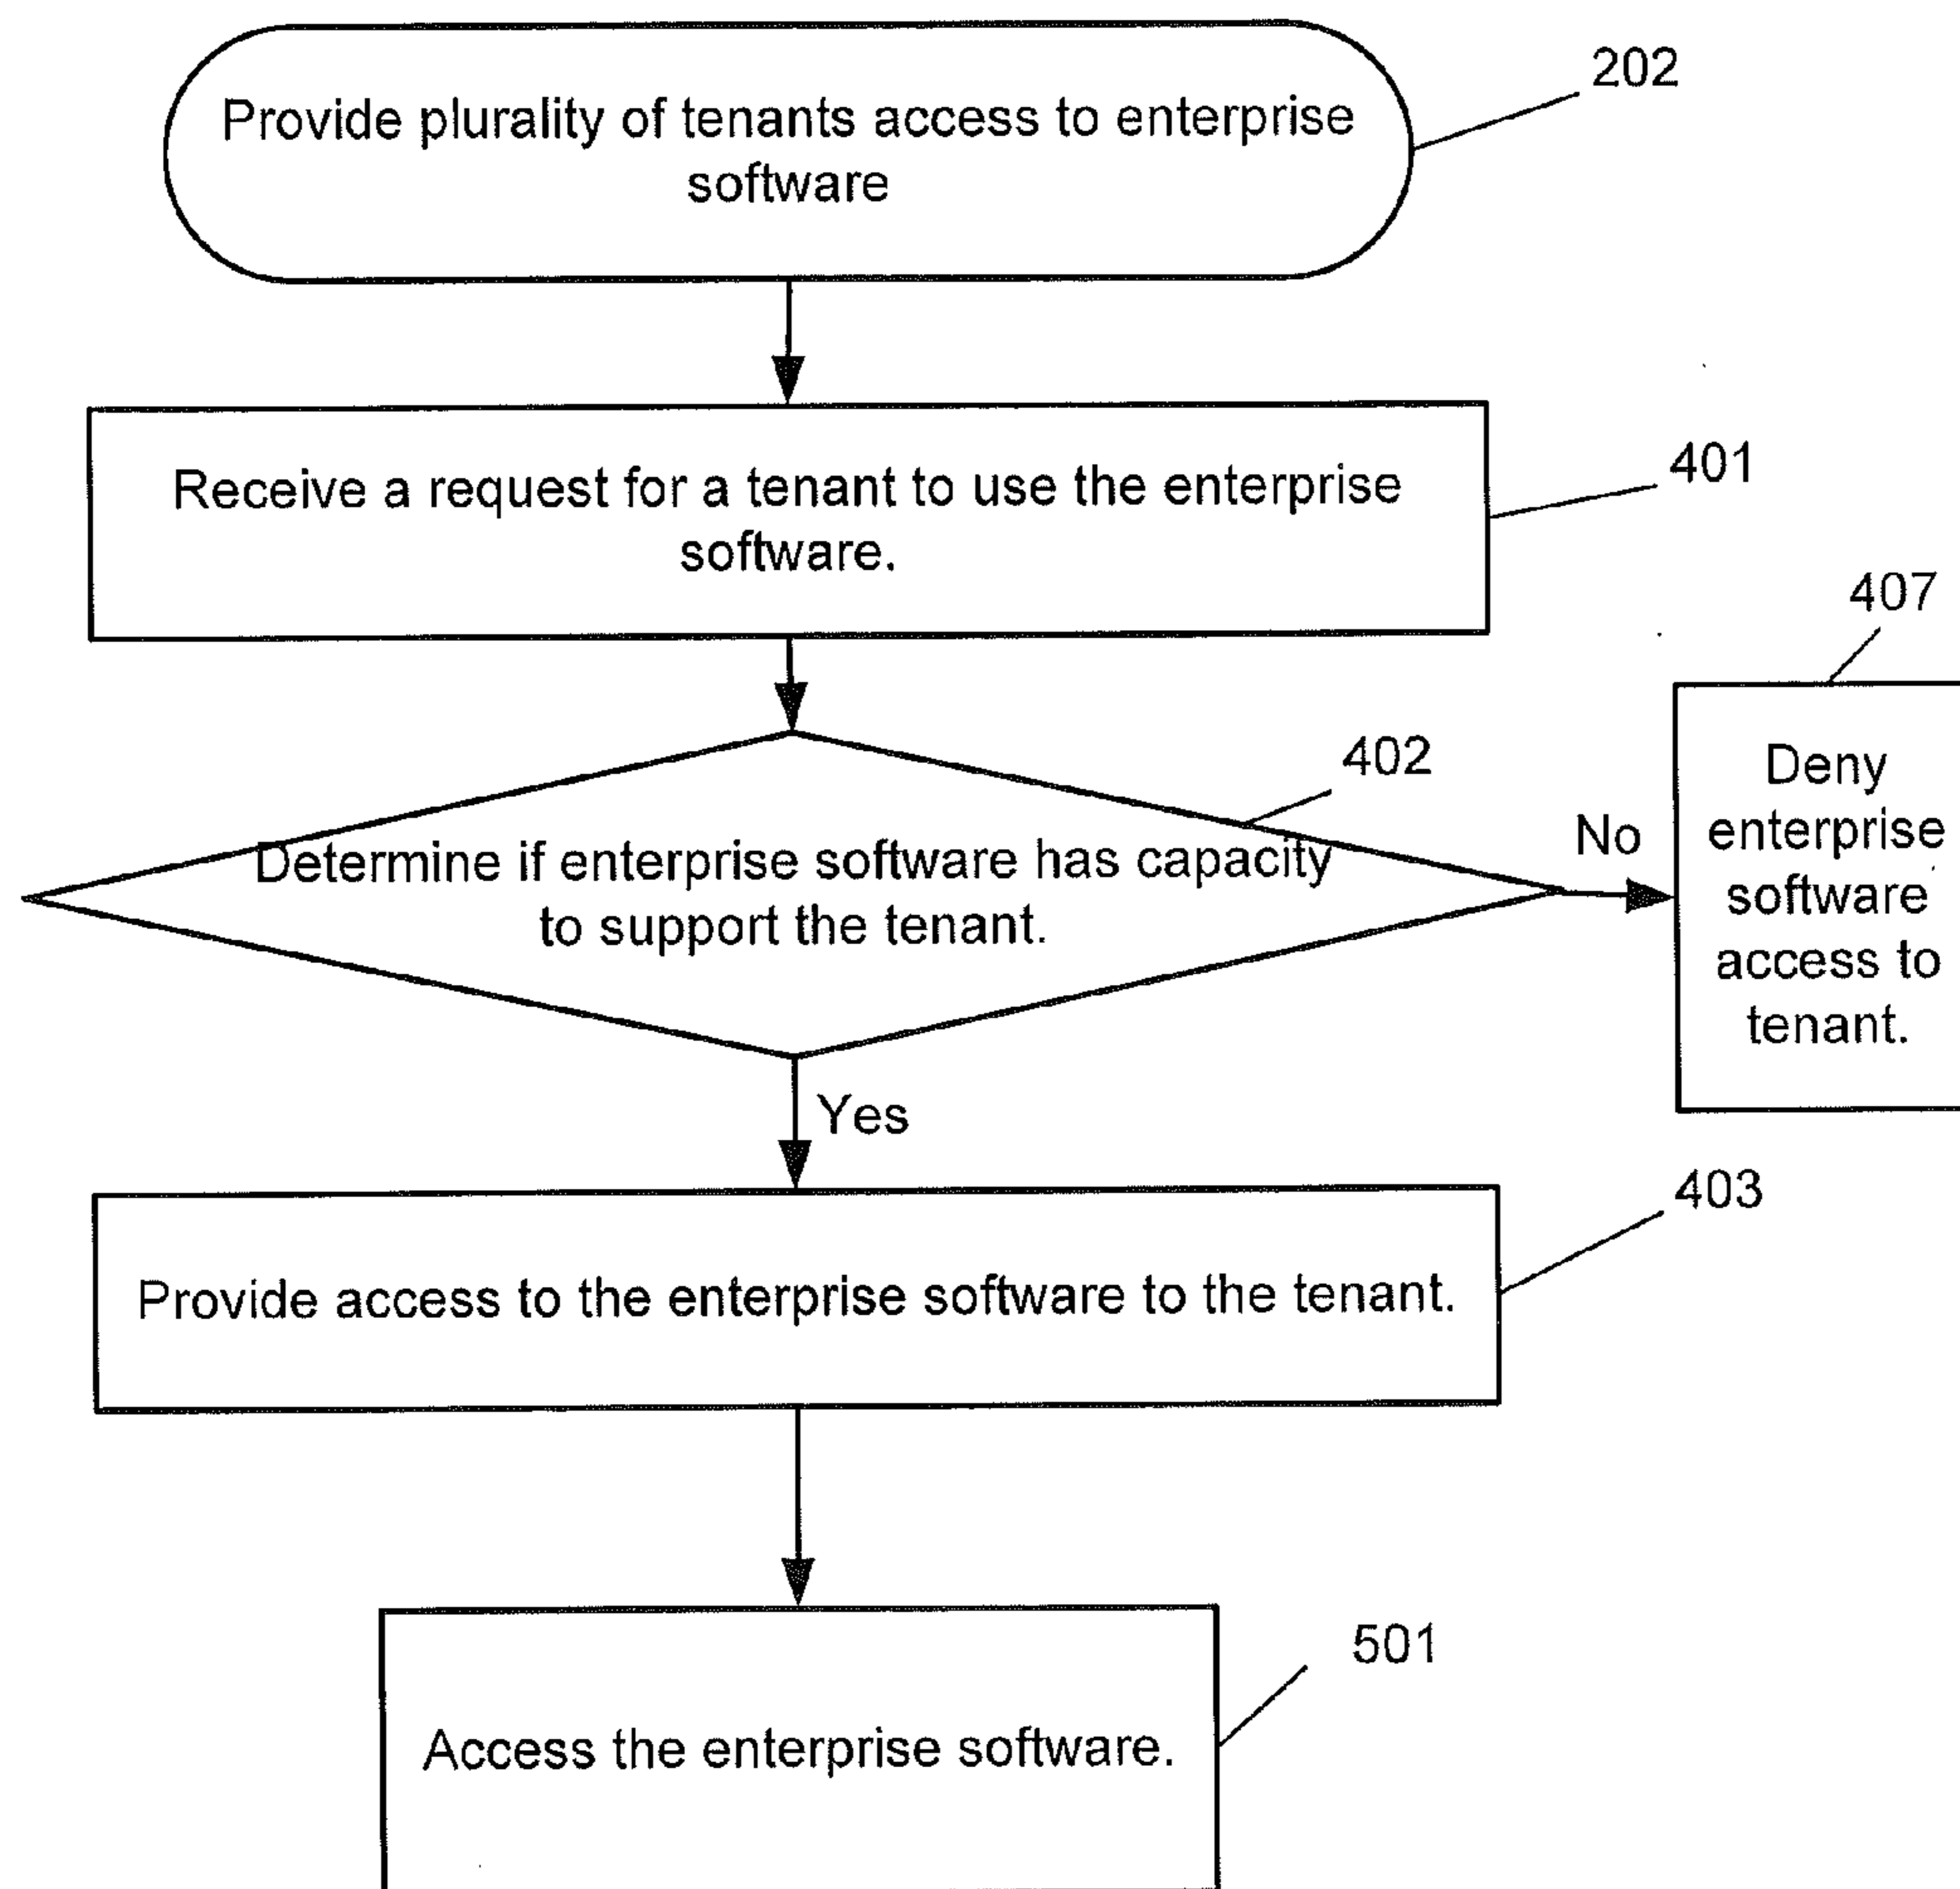 Provide plurality of tenants access to enterprise
software
202
Receive a request for a tenant to use the enterprise
software.
401
407
402
Determine if enterprise software has capacity
to support the tenant.
No
Deny
enterprise
software
access to
tenant.
Yes
403
Provide access to the enterprise software to the tenant.
501
Access the enterprise software.